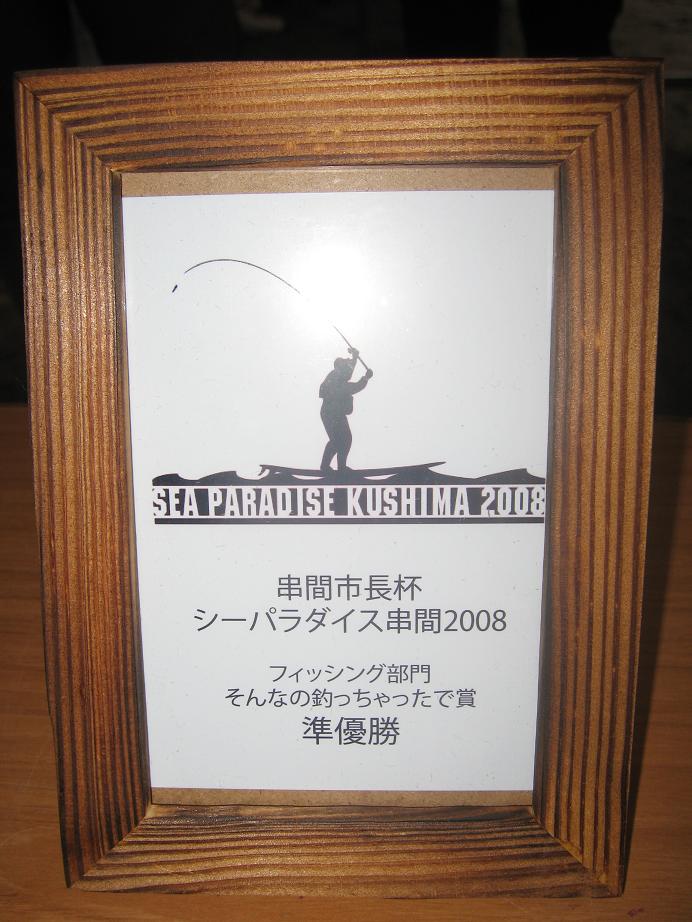 SEA PARADISE KUSHIMA 2008
串間市長杯
シーパラダイス串間2008
フィッシング部門
そんなの釣っちゃったで賞
準優勝